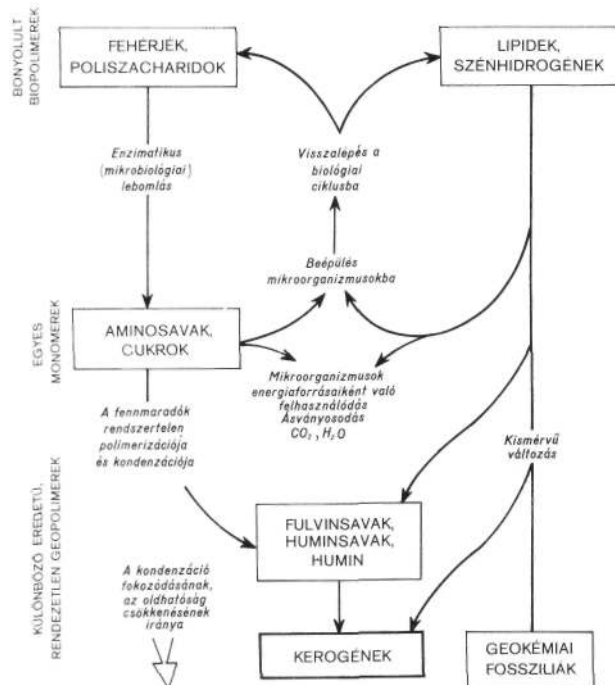 BONYOLULT
BIOPOLIMEREK
FEHÉRJÉK,
POLISZACHARIDOK
LIPIDEK,
SZÉNHIDROGÉNEK
Enzimatikus
(mikrobiológiai)
lebomlás
Visszalépés a
biológiai
ciklusba
Beépülés
mikroorganizmusokba
EGYES
MONOMEREK
AMINOSAVAK,
CUKROK
Mikroorganizmusok
energiaforrásaiként való
felhasználódás
Ásványosodás
CO₂, H₂O
A fennmaradók
rendszertelen
polimerizációja
és kondenzációja
Kismérvű
változás
KÜLÖNBÖZŐ EREGETŰ,
RENDEZETLEN GEOPOLIMEREK
FULVINSAVAK,
HUMINSAVAK,
HUMIN
A kondenzáció
fokozódásának,
az oldhatóság
csökkenésének
iránya
KEROGÉNEK
GEOKÉMIAI
FOSSZILIÁK